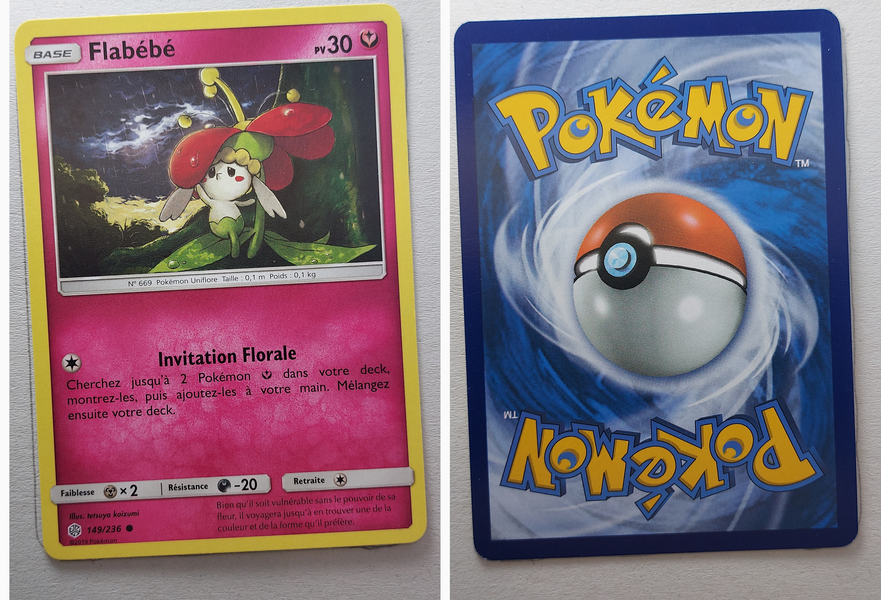 BASE Flabébé PV30
N° 669 Pokémon Uniflore Taille : 0,1 m Poids : 0,1 kg
Invitation Florale
Cherchez jusqu'à 2 Pokémon dans votre deck,
montrez-les, puis ajoutez-les à votre main. Mélangez
ensuite votre deck.
Faiblesse ×2 Résistance -20 Retraite
Illus. tetsuya koizumi
149/236
©2019 Pokémon
Bien qu'il soit vulnérable sans le pouvoir de sa
fleur, il voyagera jusqu'à en trouver une de la
couleur et de la forme qu'il préfère.
POKéMON
TM
POKéMON
TM